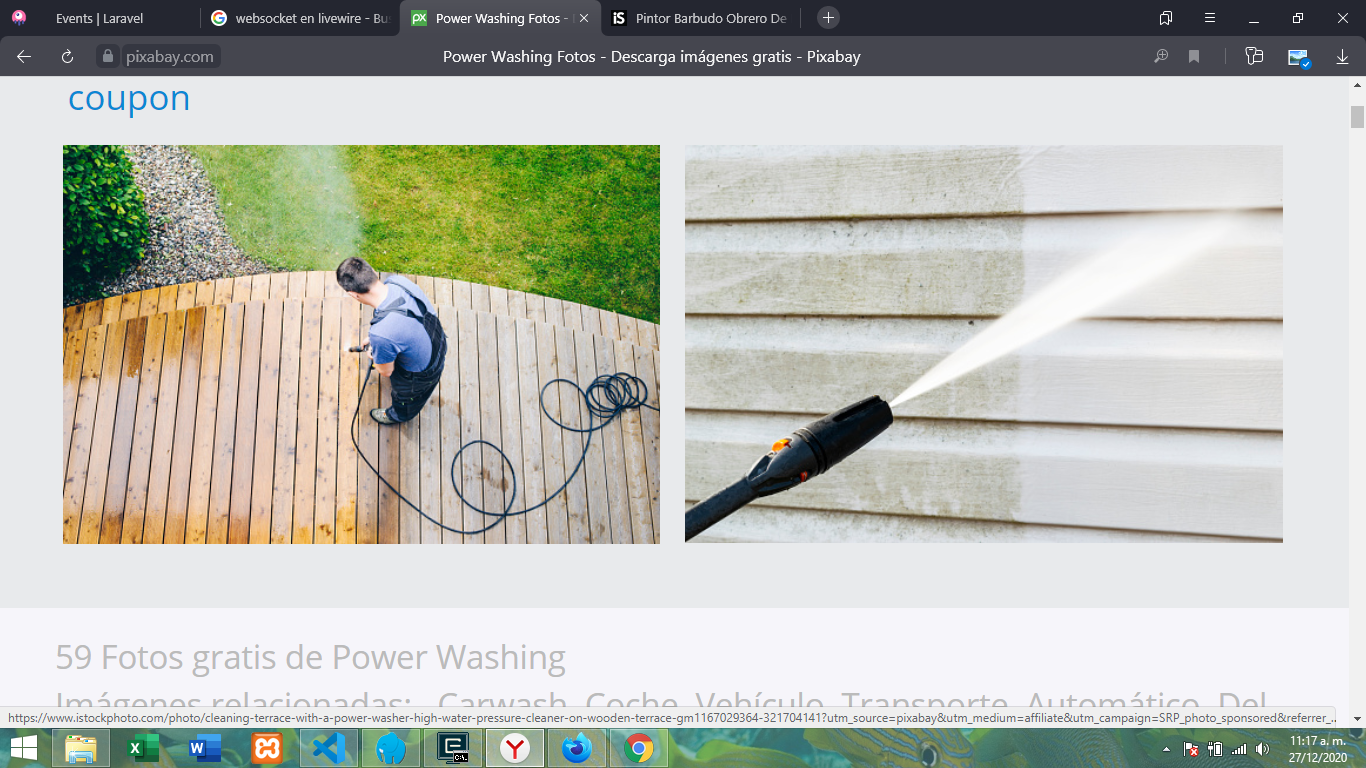 Events | Laravel
websocket en livewire - Bu
Power Washing Fotos -
Pintor Barbudo Obrero De
pixabay.com
Power Washing Fotos - Descarga imágenes gratis - Pixabay
coupon
59 Fotos gratis de Power Washing
Imágenes relacionadas: Carwash Coche Vehículo Transporte Automático Del
https://www.istockphoto.com/photo/cleaning-terrace-with-a-power-washer-high-water-pressure-cleaner-on-wooden-terrace-gm1167029364-321704141?utm_source=pixabay&utm_medium=affiliate&utm_campaign=SRP_photo_sponsored&referrer_...
11:17 a. m.
27/12/2020